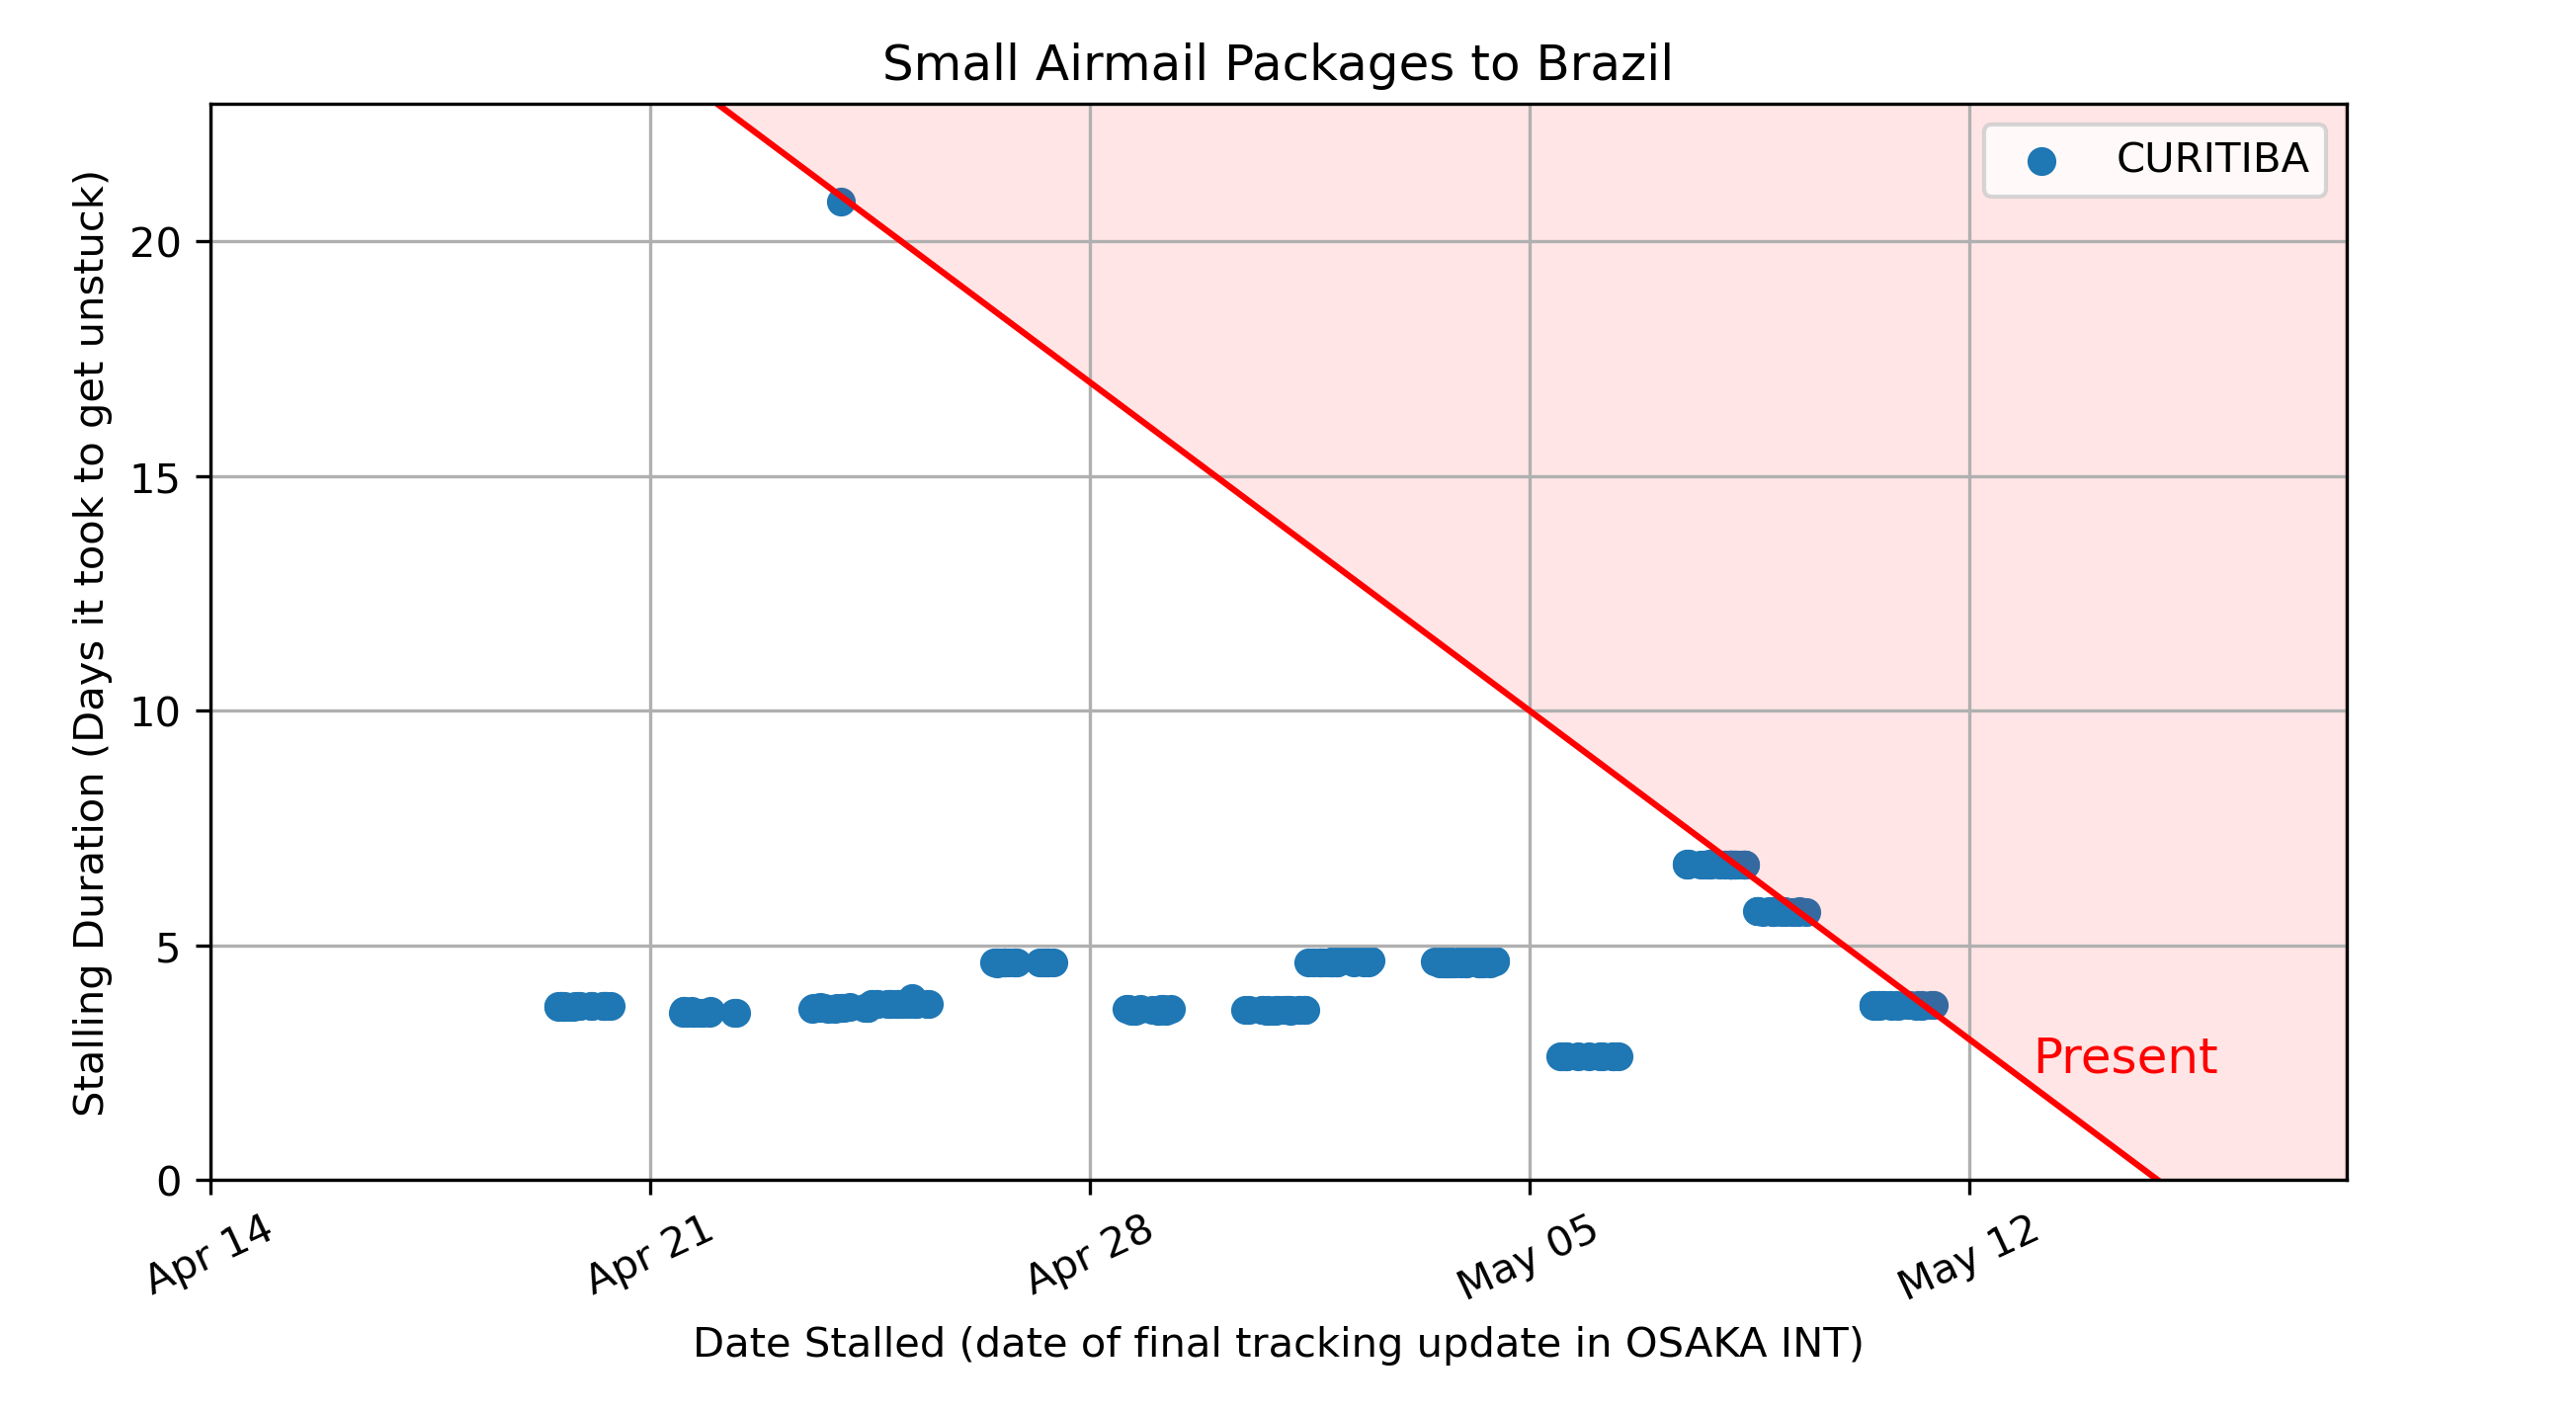 Small Airmail Packages to Brazil
CURITIBA
Stalling Duration (Days it took to get unstuck)
20
15
10
5
0
Present
Apr 14
Apr 21
Apr 28
May 05
May 12
Date Stalled (date of final tracking update in OSAKA INT)